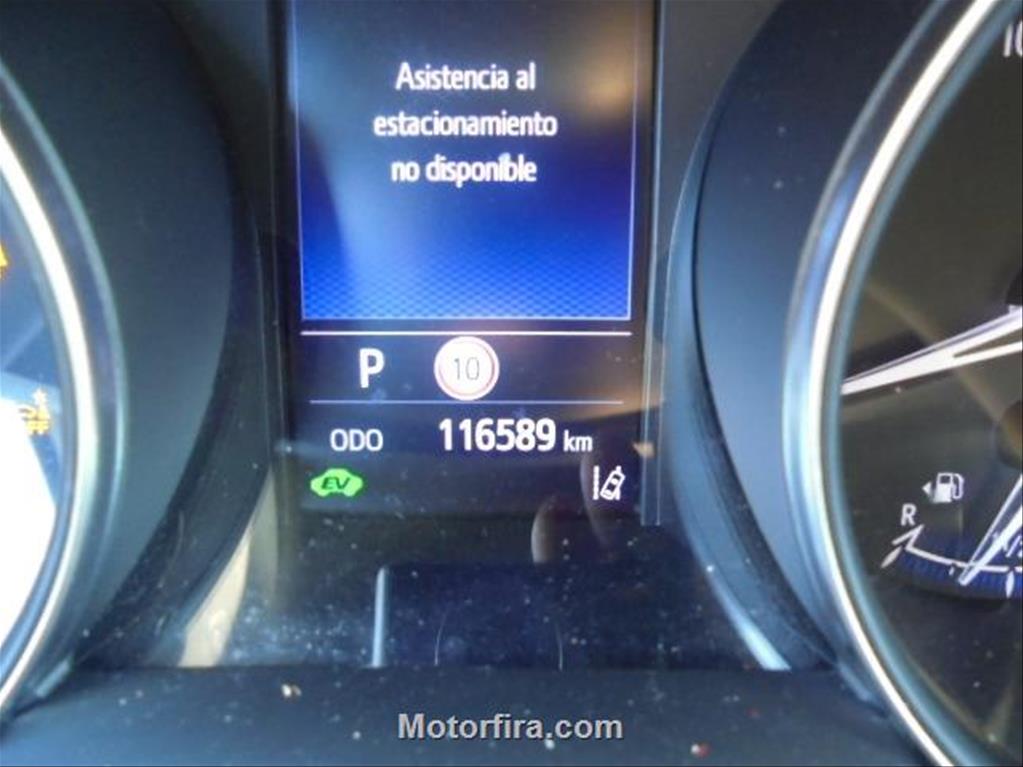 Asistencia al
estacionamiento
no disponible
P 10
ODO 116589 km
EV
R
Motorfira.com